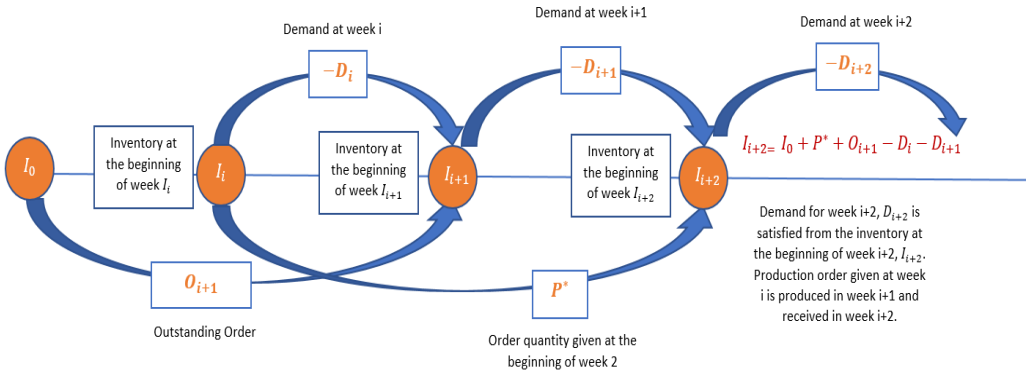 Demand at week i
Demand at week i+1
Demand at week i+2
−D_i
−D_{i+1}
−D_{i+2}
I_0
Inventory at
the beginning
of week I_i
I_i
Inventory at
the beginning
of week I_{i+1}
I_{i+1}
Inventory at
the beginning
of week I_{i+2}
I_{i+2}
I_{i+2}= I_0 + P* + O_{i+1} − D_i − D_{i+1}
O_{i+1}
Outstanding Order
P*
Order quantity given at the
beginning of week 2
Demand for week i+2, D_{i+2} is
satisfied from the inventory at
the beginning of week i+2, I_{i+2}.
Production order given at week
i is produced in week i+1 and
received in week i+2.